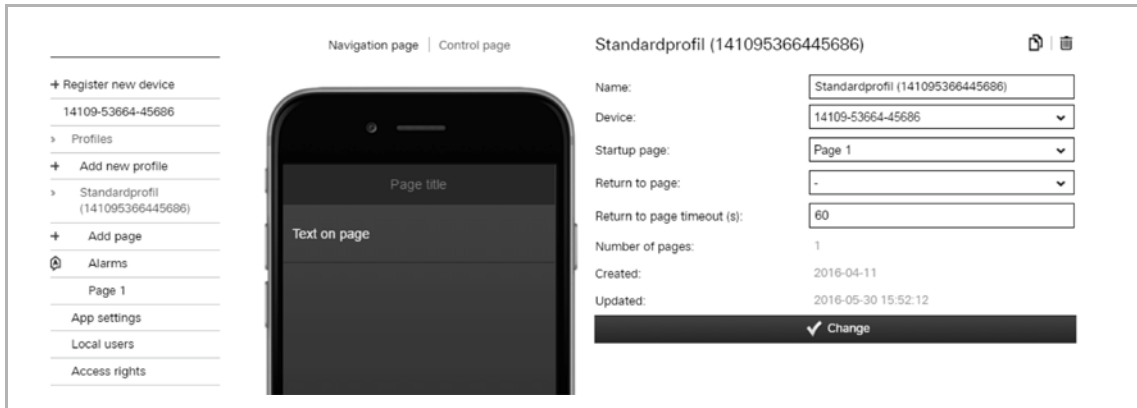 Navigation page | Control page
+ Register new device
14109-53664-45686
> Profiles
+ Add new profile
> Standardprofil
(141095366445686)
+ Add page
Alarms
Page 1
App settings
Local users
Access rights
Page title
Text on page
Standardprofil (141095366445686)
Name: Standardprofil (141095366445686)
Device: 14109-53664-45686
Startup page: Page 1
Return to page: -
Return to page timeout (s): 60
Number of pages: 1
Created: 2016-04-11
Updated: 2016-05-30 15:52:12
Change